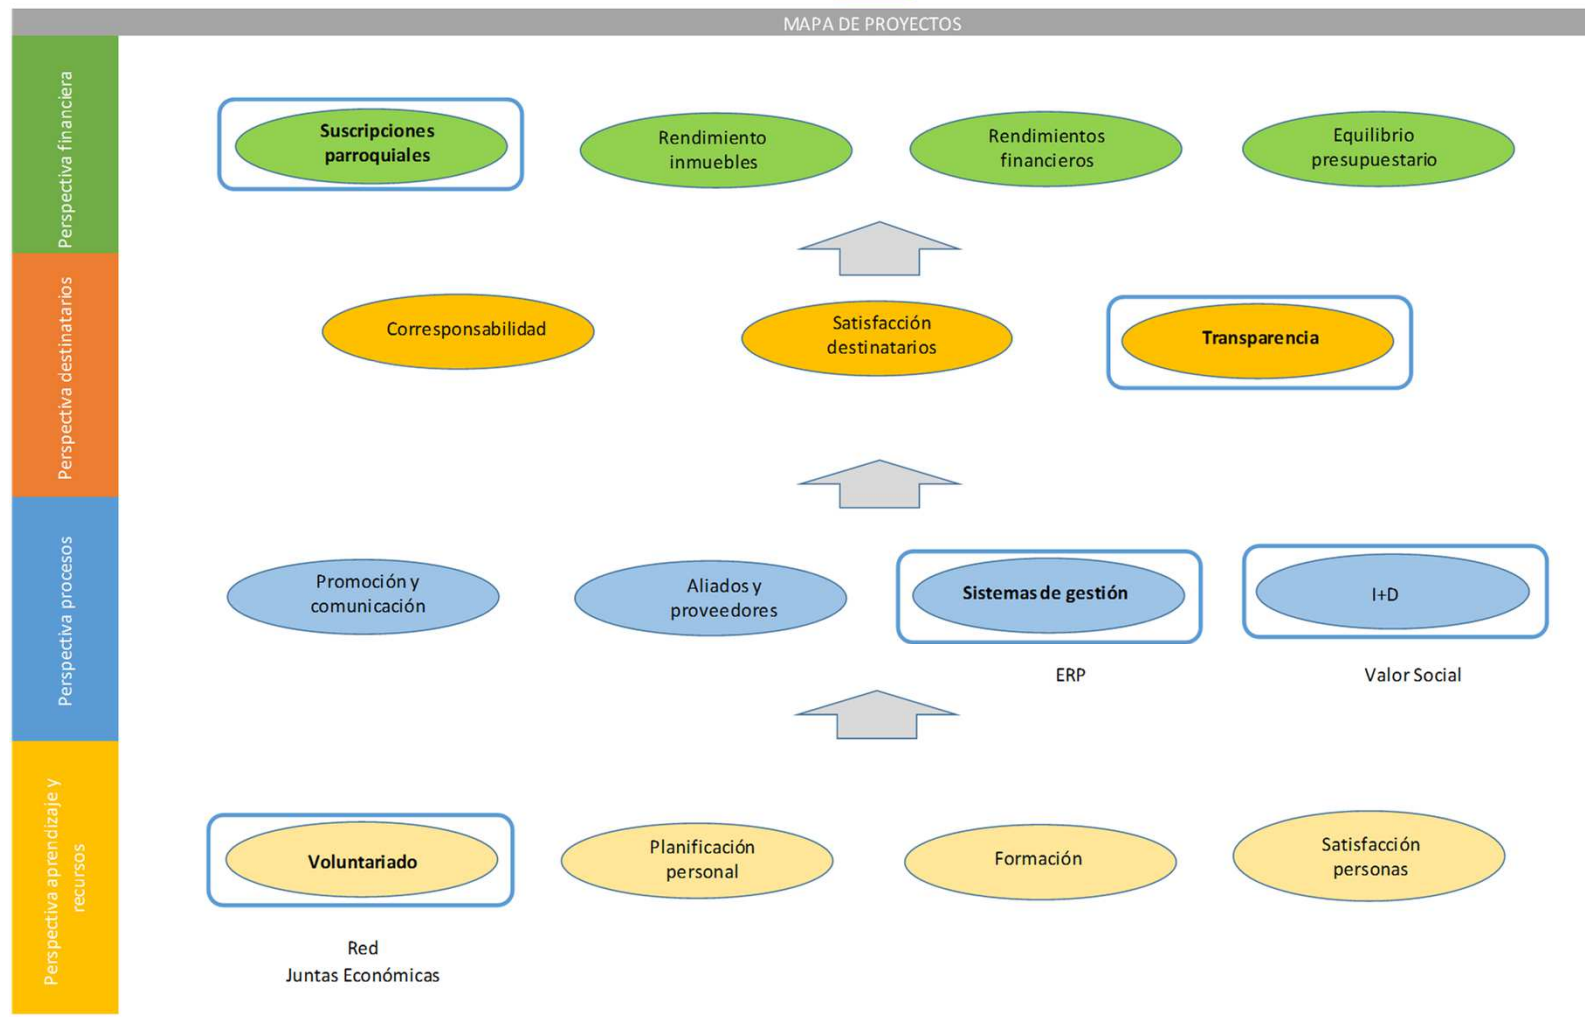 MAPA DE PROYECTOS
Perspectiva financiera
Suscripciones
parroquiales
Rendimiento
inmuebles
Rendimientos
financieros
Equilibrio
presupuestario
Perspectiva destinatarios
Corresponsabilidad
Satisfacción
destinatarios
Transparencia
Perspectiva procesos
Promoción y
comunicación
Aliados y
proveedores
Sistemas de gestión
I+D
ERP
Valor Social
Perspectiva aprendizaje y
recursos
Voluntariado
Planificación
personal
Formación
Satisfacción
personas
Red
Juntas Económicas